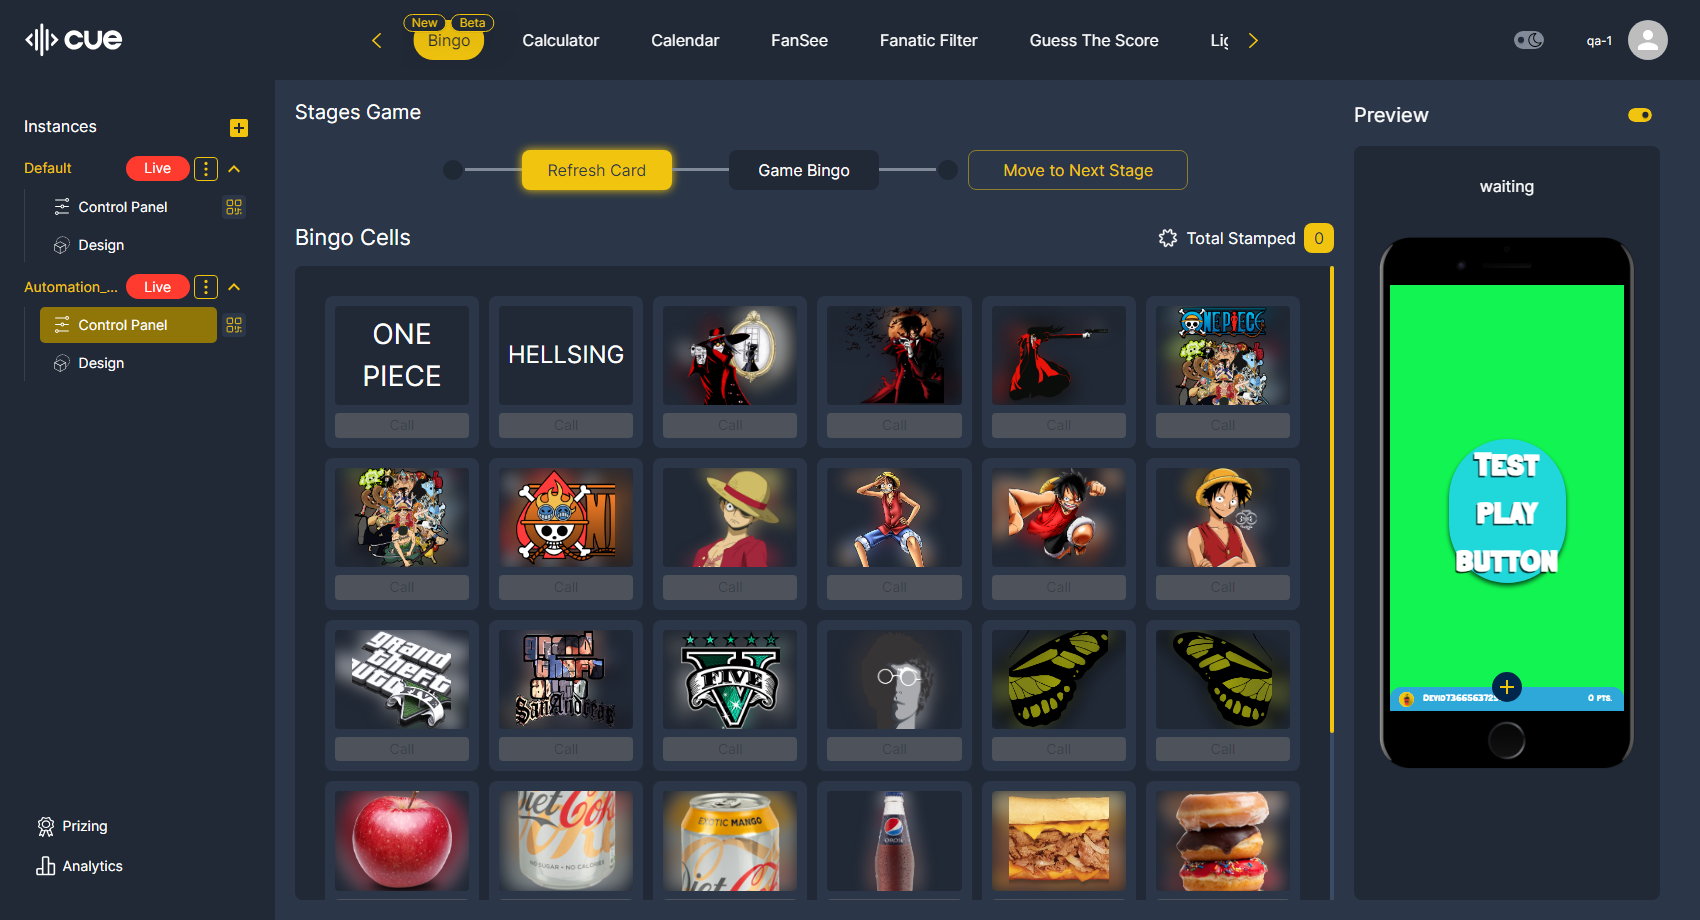 cue
New
Beta
Bingo
Calculator
Calendar
FanSee
Fanatic Filter
Guess The Score
Lig
qa-1
Instances
Default
Live
Control Panel
Design
Automation_...
Live
Control Panel
Design
Prizing
Analytics
Stages Game
Refresh Card
Game Bingo
Move to Next Stage
Bingo Cells
Total Stamped
0
ONE
PIECE
Call
HELLSING
Call
Call
Call
Call
ONE PIECE
Call
Call
Call
Call
Call
Call
Call
grand
theft
auto
FIVE
Call
grand
theft
auto
San Andreas
Call
V
FIVE
Call
Call
Call
Call
Diet
Coke
NO SUGAR • NO CALORIES
EXOTIC MANGO
Diet
pepsi
Preview
waiting
TEST
PLAY
BUTTON
0 PTS.